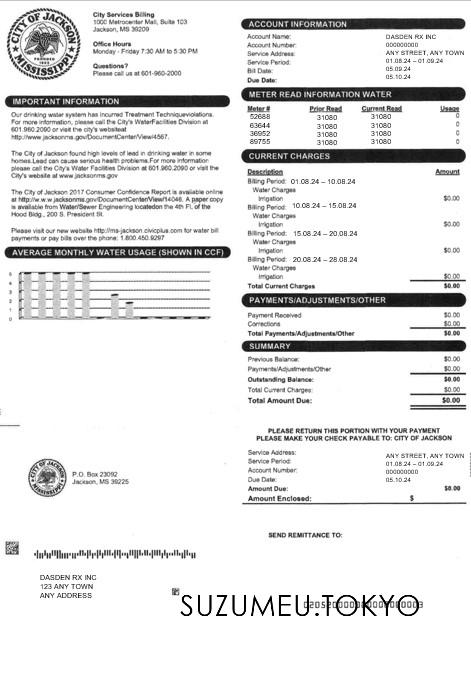 CITY OF JACKSON
MISSISSIPPI
City Services Billing
1000 Metrocenter Mall, Suite 103
Jackson, MS 39209
Office Hours
Monday - Friday 7:30 AM to 5:30 PM
Questions?
Please call us at 601-960-2000
IMPORTANT INFORMATION
Our drinking water system has incurred Treatment Techniqueviolations.
For more information, please call the City's WaterFacilities Division at
601.960.2090 or visit the city's websiteat
http://www.jacksonms.gov/DocumentCenter/View/4567.
The City of Jackson found high levels of lead in drinking water in some
homes.Lead can cause serious health problems.For more information
please call the City's Water Facilities Division at 601.960.2090 or visit the
City's website at www.jacksonms.gov
The City of Jackson 2017 Consumer Confidence Report is available online
at http://w.w.w.jacksonms.gov/DocumentCenter/View/14046. A paper copy
is available from Water/Sewer Engineering locatedon the 4th Fl, of the
Hood Bldg., 200 S. President St.
Please visit our new website http://ms-jackson.civicplus.com for water bill
payments or pay bills over the phone: 1.800.450.9297
AVERAGE MONTHLY WATER USAGE (SHOWN IN CCF)
5
4
3
2
1
0
ACCOUNT INFORMATION
Account Name: DASDEN RX INC
Account Number: 000000000
Service Address: ANY STREET, ANY TOWN
Service Period: 01.08.24 – 01.09.24
Bill Date: 05.09.24
Due Date: 05.10.24
METER READ INFORMATION WATER
Meter # Prior Read Current Read Usage
52688 31080 31080 0
63644 31080 31080 0
36952 31080 31080 0
89755 31080 31080 0
CURRENT CHARGES
Description Amount
Billing Period: 01.08.24 – 10.08.24
Water Charges
Irrigation $0.00
Billing Period: 10.08.24 – 15.08.24
Water Charges
Irrigation $0.00
Billing Period: 15.08.24 – 20.08.24
Water Charges
Irrigation $0.00
Billing Period: 20.08.24 – 28.08.24
Water Charges
Irrigation $0.00
Total Current Charges $0.00
PAYMENTS/ADJUSTMENTS/OTHER
Payment Received $0.00
Corrections $0.00
Total Payments/Adjustments/Other $0.00
SUMMARY
Previous Balance: $0.00
Payments/Adjustments/Other $0.00
Outstanding Balance: $0.00
Total Current Charges: $0.00
Total Amount Due: $0.00
PLEASE RETURN THIS PORTION WITH YOUR PAYMENT
PLEASE MAKE YOUR CHECK PAYABLE TO: CITY OF JACKSON
CITY OF JACKSON
MISSISSIPPI
P.O. Box 23092
Jackson, MS 39225
Service Address: ANY STREET, ANY TOWN
Service Period: 01.08.24 – 01.09.24
Account Number: 000000000
Due Date: 05.10.24
Amount Due: $0.00
Amount Enclosed: $
SEND REMITTANCE TO:
DASDEN RX INC
123 ANY TOWN
ANY ADDRESS
SUZUMEU.TOKYO